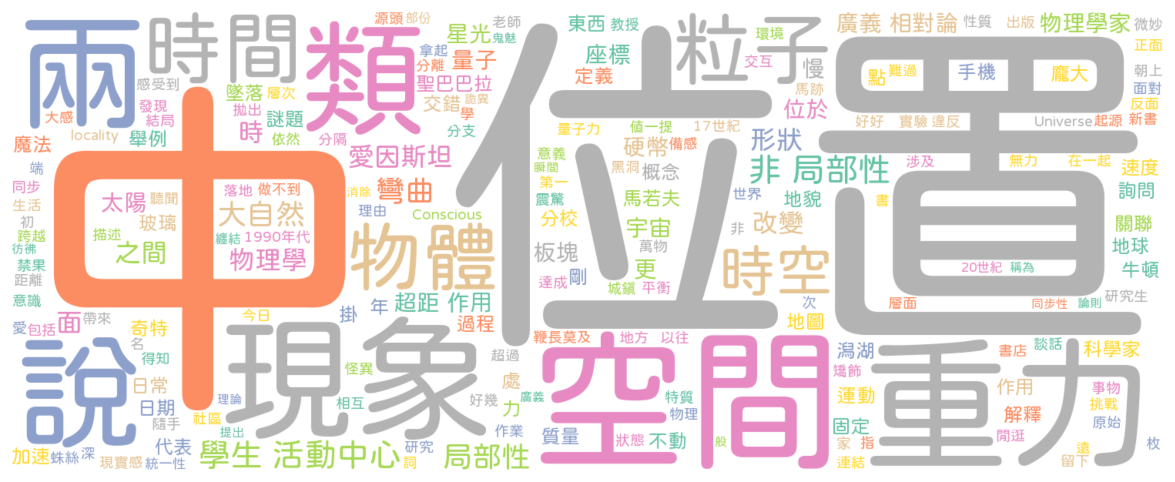 兩
時間
類
位置
粒子
中
說
現象
空間
重力
物體
時空
非 局部性
學生 活動中心
局部性
源頭
部份
老師
鬼魅
星光
拿起
量子
感受到
墜落
層次
分離
聖巴巴拉
大感
發現
拋出
交錯
詭異
locality
結局
謎題
時
學
舉例
依然
分隔
分支
魔法
愛因斯坦
端
同步
太陽
聽聞
落地
做不到
消除
彎曲
生活
初
玻璃
大自然
理由
Conscious
跨越
描述
之間
纏結
1990年代
彷彿
禁果
物理學
距離
意識
掛
年
超距 作用
今日
面
帶來
奇特
過程
愛
包括
名
得知
怪異
超過
日常
相互
好幾
處
日期
隨手
社區
理論
力
廣義
提出
代表
研究
作業
詞
加速
蛛絲
深
現實感
統一性
東西
教授
環境
座標
交互
慢
定義
馬跡
位於
量子力
值一提
17世紀
備感
硬幣
形狀
意義
瞬間
黑洞
概念
第一
震驚
馬若夫
世界
地貌
分校
宇宙
非
改變
萬物
板塊
剛
更
達成
城鎮
平衡
次
地圖
鞭長莫及
地方
以往
特質
物理
質量
狀態
不動
般
廣義 相對論
性質
出版
物理學家
微妙
正面
點
難過
手機
龐大
朝上
面對
反面
好好
實驗
違反
Universe
起源
新書
涉及
無力
在一起
速度
書
詢問
關聯
地球
20世紀
稱為
牛頓
層面
同步性
論則
研究生
潟湖
書店
談話
科學家
矯飾
運動
作用
事物
挑戰
解釋
原始
固定
家
指
閒逛
遠
枚
連結
留下